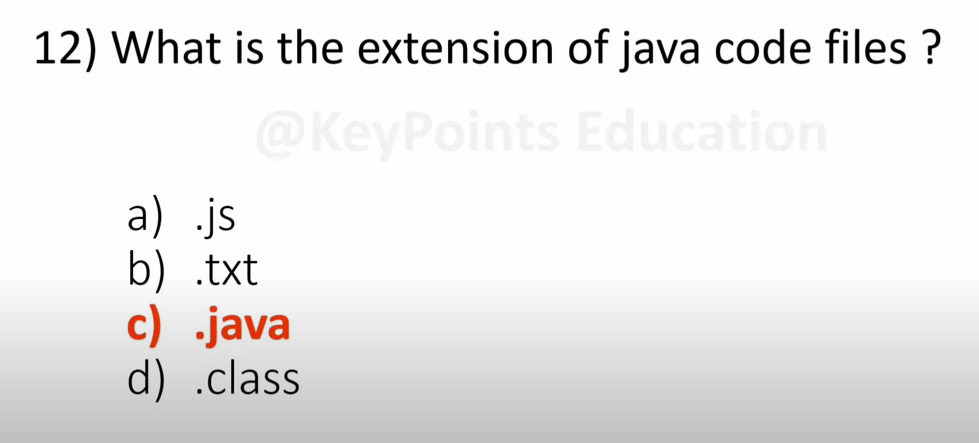 12) What is the extension of java code files ?
@KeyPoints Education
a) .js
b) .txt
c) .java
d) .class